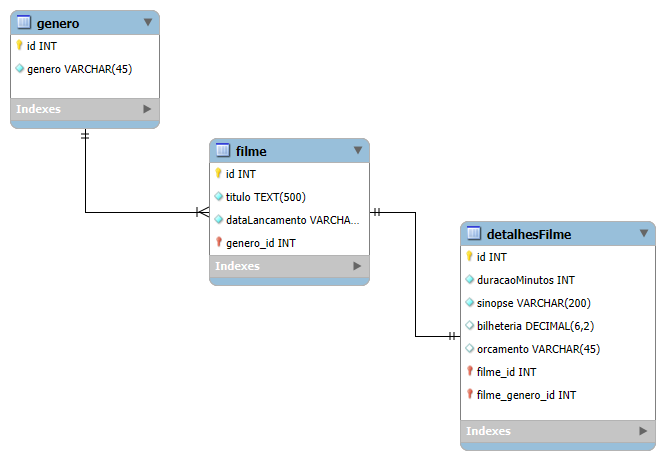 genero
id INT
genero VARCHAR(45)
Indexes
filme
id INT
titulo TEXT(500)
dataLancamento VARCHA...
genero_id INT
Indexes
detalhesFilme
id INT
duracaoMinutos INT
sinopse VARCHAR(200)
bilheteria DECIMAL(6,2)
orcamento VARCHAR(45)
filme_id INT
filme_genero_id INT
Indexes